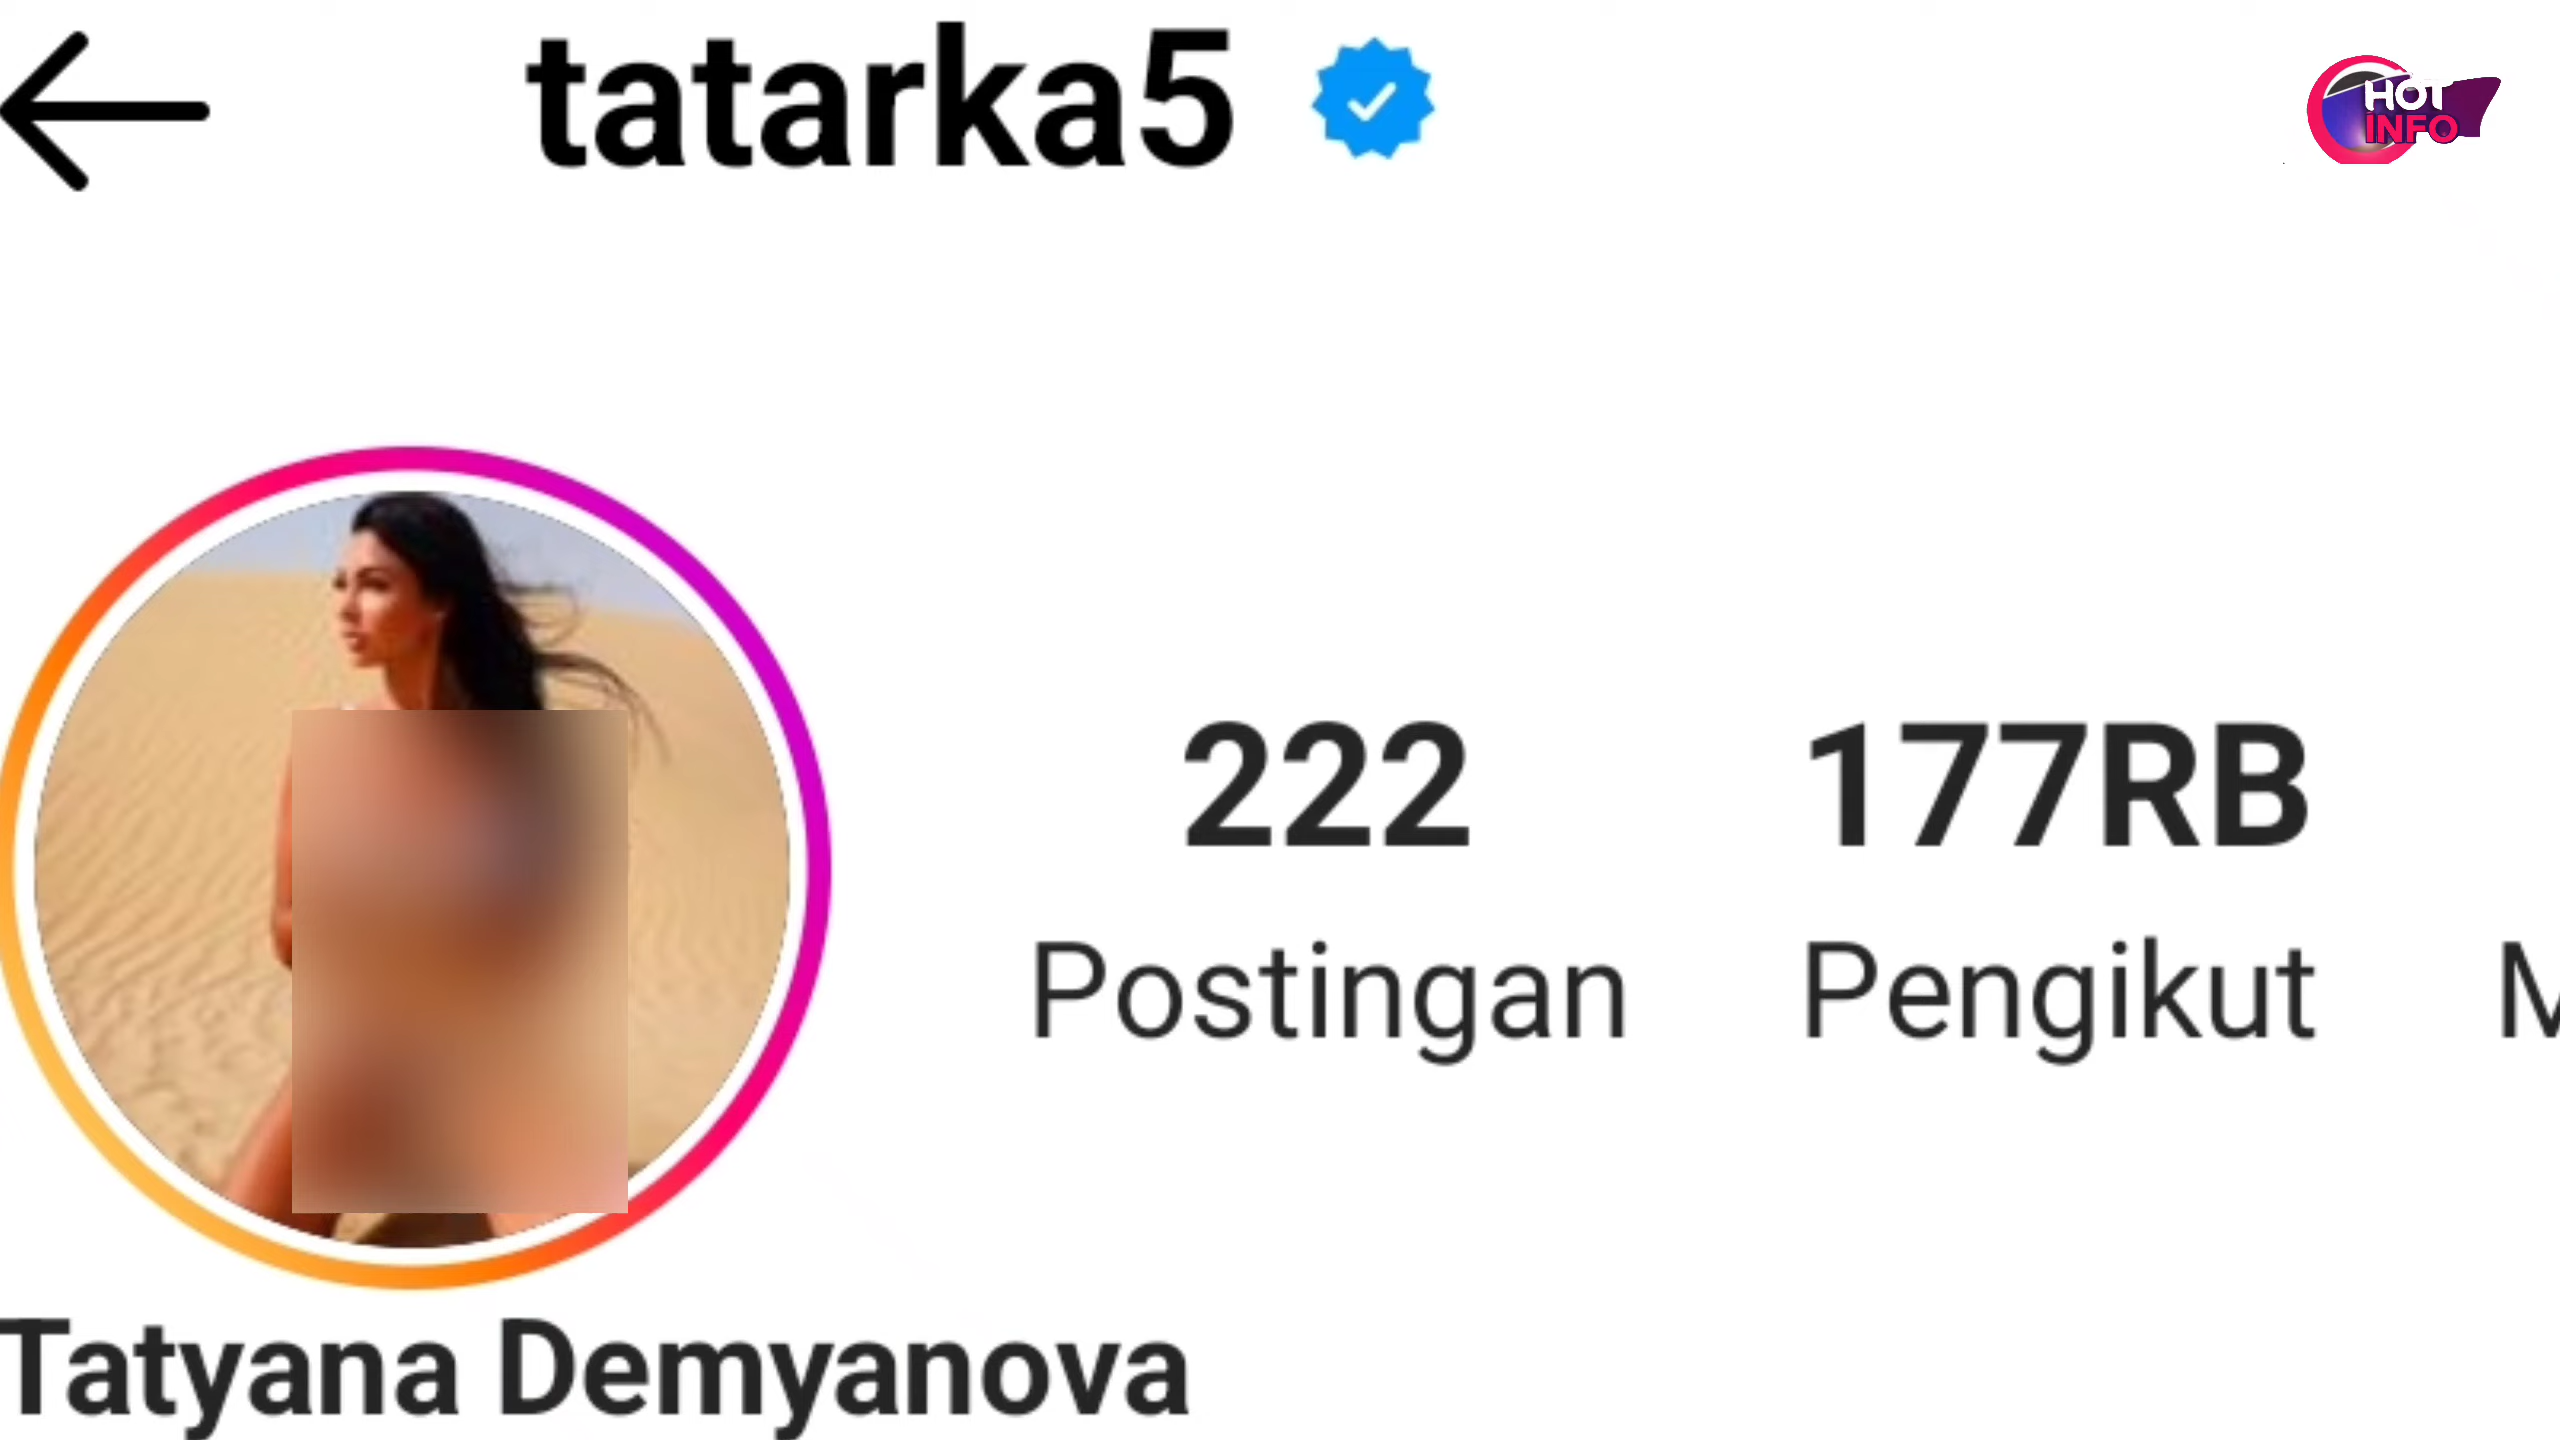 tatarka5
HOT
INFO
222
177RB
Postingan
Pengikut
M
Tatyana Demyanova